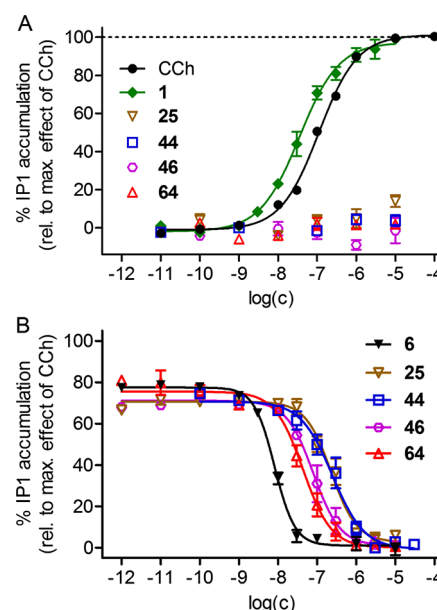 A
% IP1 accumulation
(rel. to max. effect of CCh)
100
80
60
40
20
0
CCh
1
25
44
46
64
-12 -11 -10 -9 -8 -7 -6 -5 -4
log(c)
B
% IP1 accumulation
(rel. to max. effect of CCh)
100
80
60
40
20
0
6
25
44
46
64
-12 -11 -10 -9 -8 -7 -6 -5
log(c)